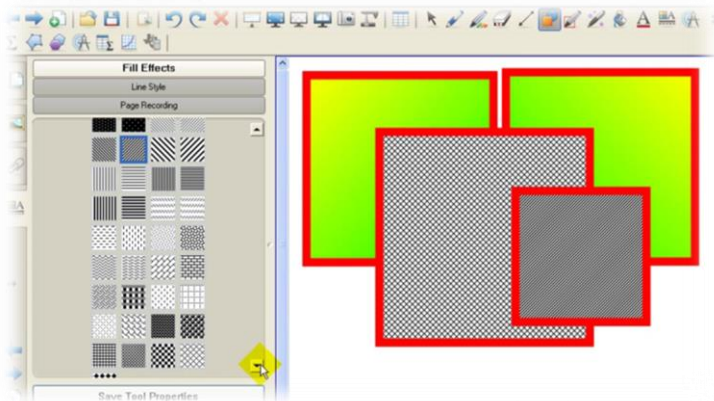 Fill Effects
Line Style
Page Recording
Save Tool Properties